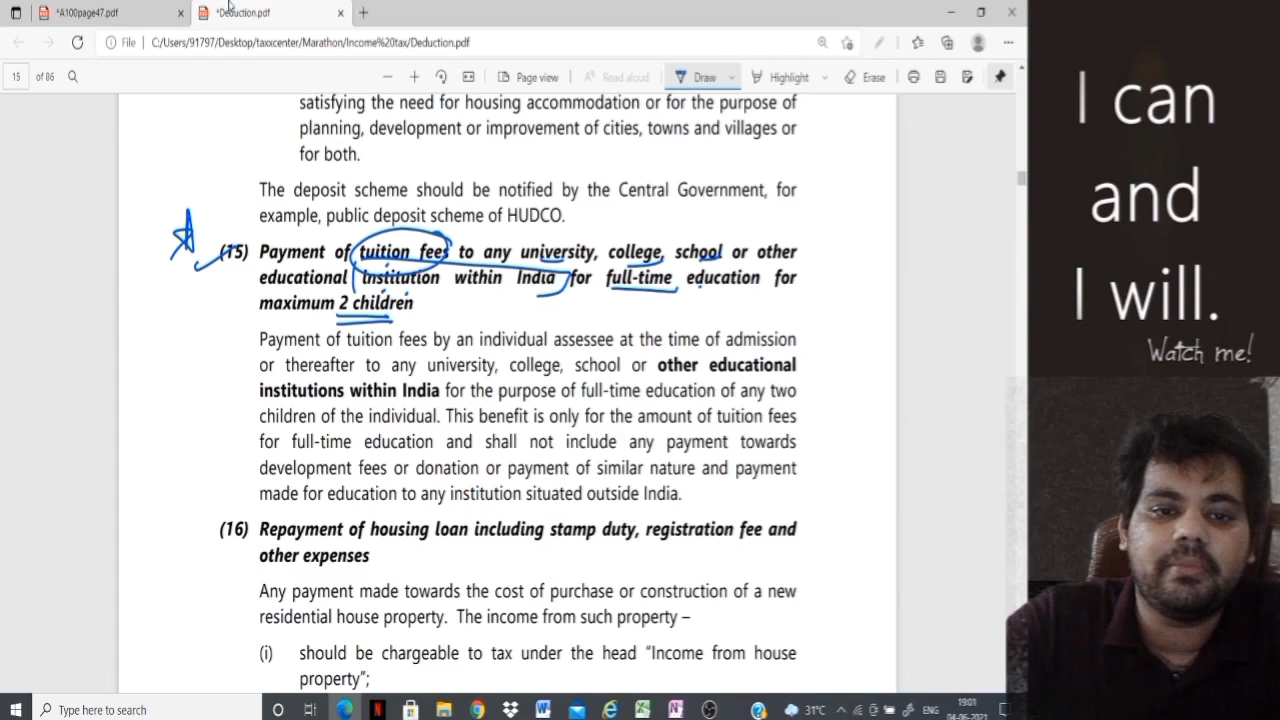 *A100page47.pdf
*Deduction.pdf
File
C:/Users/91797/Desktop/taxxcenter/Marathon/Income%20tax/Deduction.pdf
15 of 86
Page view
Read aloud
Draw
Highlight
Erase
satisfying the need for housing accommodation or for the purpose of
planning, development or improvement of cities, towns and villages or
for both.
The deposit scheme should be notified by the Central Government, for
example, public deposit scheme of HUDCO.
(15) Payment of tuition fees to any university, college, school or other
educational institution within India for full-time education for
maximum 2 children
Payment of tuition fees by an individual assessee at the time of admission
or thereafter to any university, college, school or other educational
institutions within India for the purpose of full-time education of any two
children of the individual. This benefit is only for the amount of tuition fees
for full-time education and shall not include any payment towards
development fees or donation or payment of similar nature and payment
made for education to any institution situated outside India.
(16) Repayment of housing loan including stamp duty, registration fee and
other expenses
Any payment made towards the cost of purchase or construction of a new
residential house property. The income from such property –
(i) should be chargeable to tax under the head “Income from house
property”;
I can
and
I will.
Watch me!
Type here to search
31°C
ENG
19:01
04-06-2021